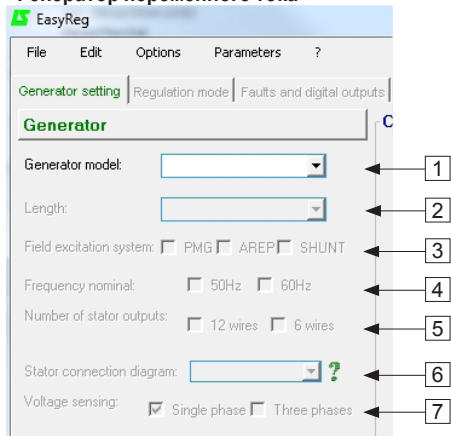 EasyReg
File Edit Options Parameters ?
Generator setting Regulation mode Faults and digital outputs
Generator
Generator model: 1
Length: 2
Field excitation system: PMG AREP SHUNT 3
Frequency nominal: 50Hz 60Hz 4
Number of stator outputs: 12 wires 6 wires 5
Stator connection diagram: ? 6
Voltage sensing: Single phase Three phases 7